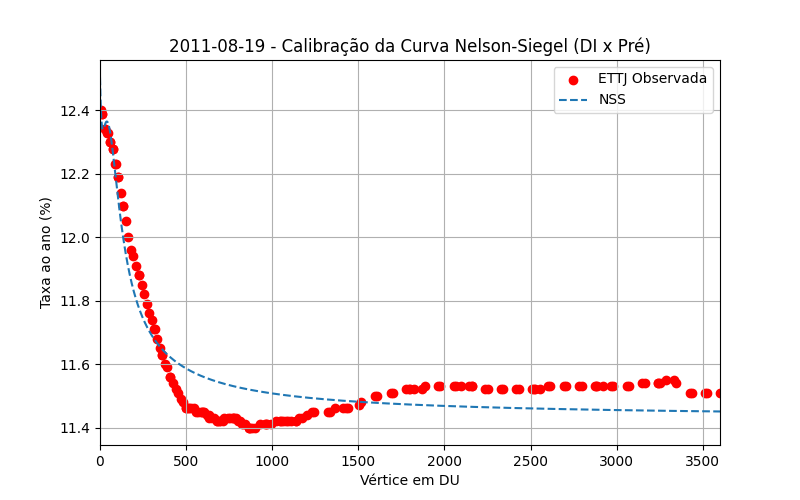 2011-08-19 - Calibração da Curva Nelson-Siegel (DI x Pré)
ETTJ Observada
NSS
Taxa ao ano (%)
12.4
12.2
12.0
11.8
11.6
11.4
0 500 1000 1500 2000 2500 3000 3500
Vértice em DU